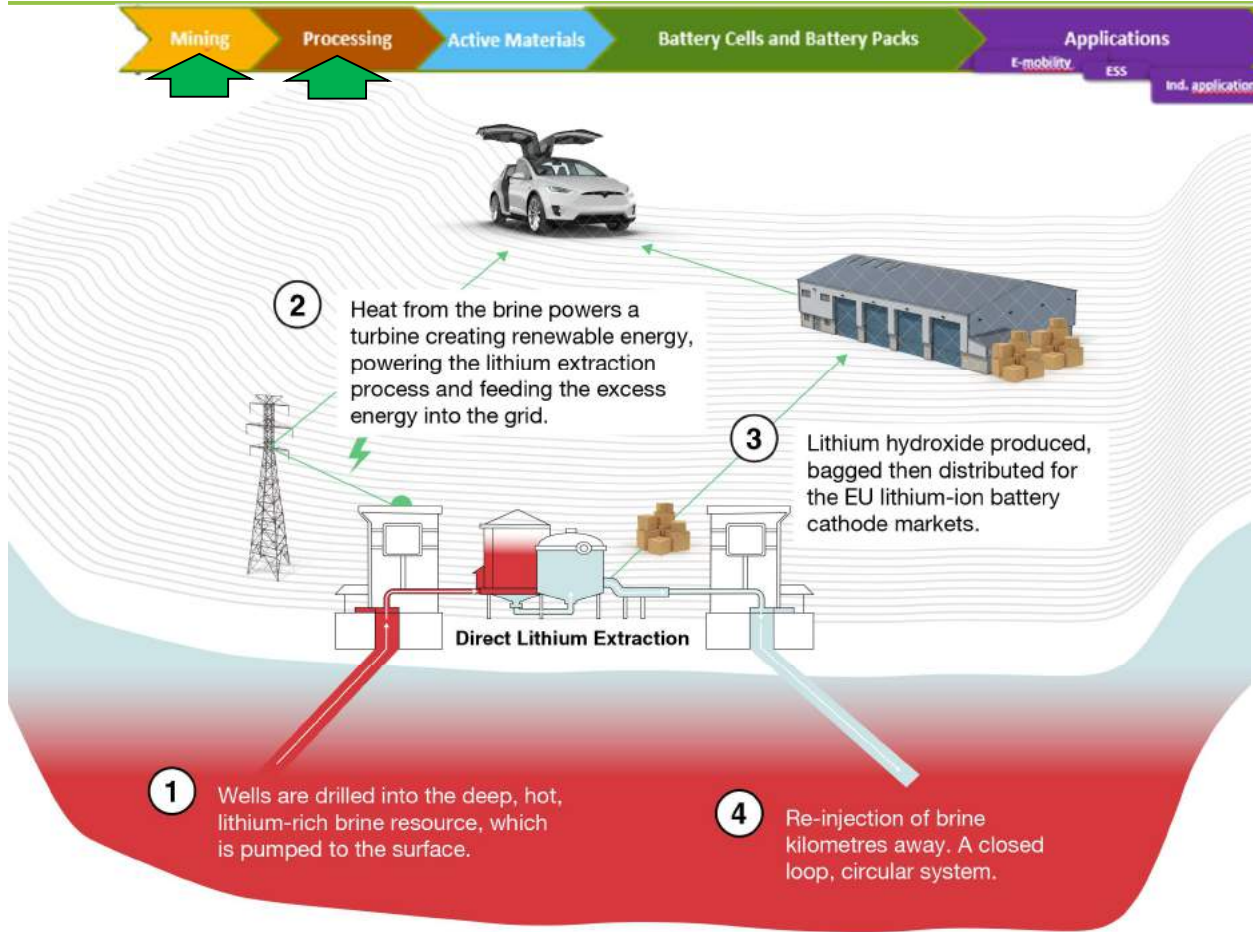 Mining
Processing
Active Materials
Battery Cells and Battery Packs
Applications
E-mobility
ESS
Ind. application
2
Heat from the brine powers a
turbine creating renewable energy,
powering the lithium extraction
process and feeding the excess
energy into the grid.
3
Lithium hydroxide produced,
bagged then distributed for
the EU lithium-ion battery
cathode markets.
Direct Lithium Extraction
1
Wells are drilled into the deep, hot,
lithium-rich brine resource, which
is pumped to the surface.
4
Re-injection of brine
kilometres away. A closed
loop, circular system.